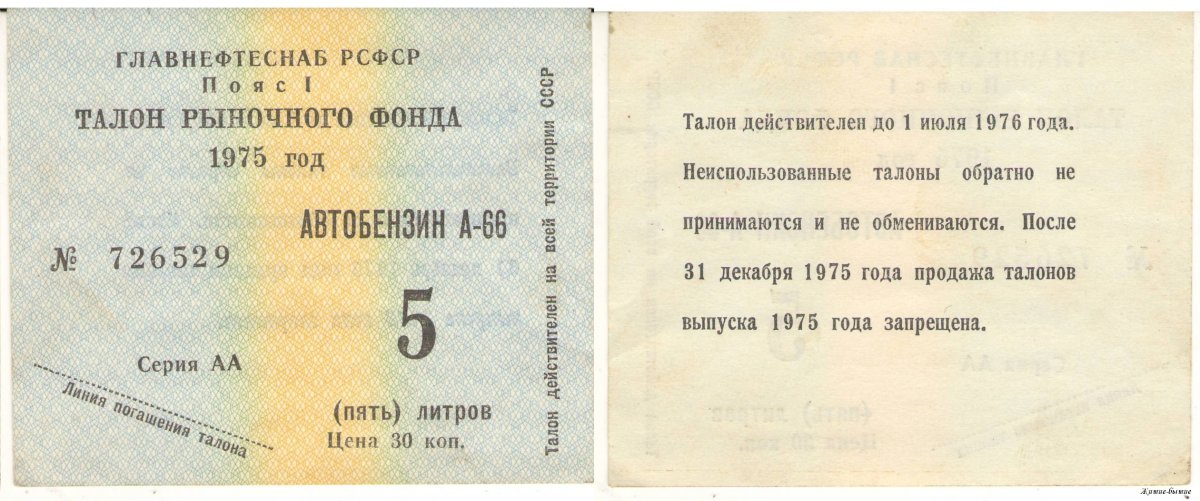 ГЛАВНЕФТЕСНАБ РСФСР
Пояс I
ТАЛОН РЫНОЧНОГО ФОНДА
1975 год
АВТОБЕНЗИН А-66
№ 726529
5
Серия АА
Линия погашения талона
(пять) литров
Цена 30 коп.
Талон действителен на всей территории СССР
Талон действителен до 1 июля 1976 года.
Неиспользованные талоны обратно не
принимаются и не обмениваются. После
31 декабря 1975 года продажа талонов
выпуска 1975 года запрещена.
Житие-бытие